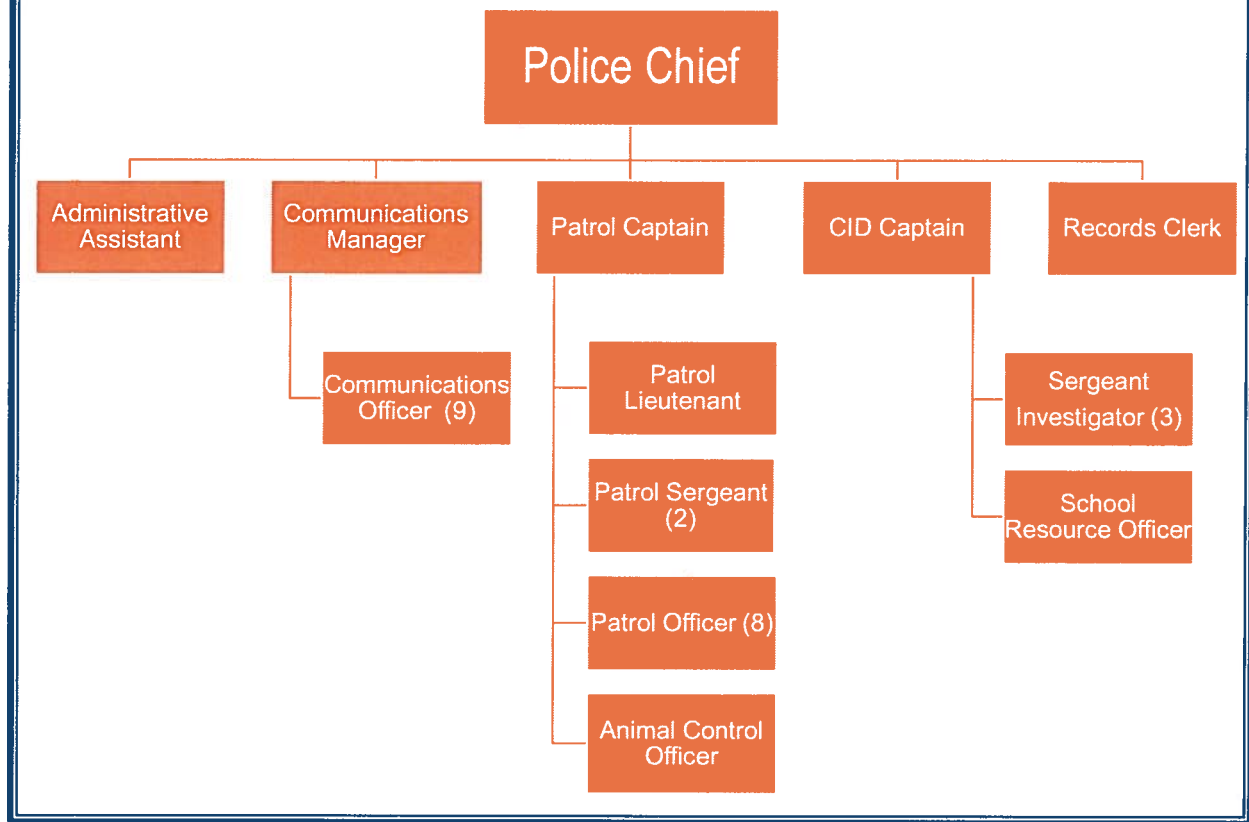 Police Chief
Administrative
Assistant
Communications
Manager
Patrol Captain
CID Captain
Records Clerk
Communications
Officer (9)
Patrol
Lieutenant
Patrol Sergeant
(2)
Patrol Officer (8)
Animal Control
Officer
Sergeant
Investigator (3)
School
Resource Officer